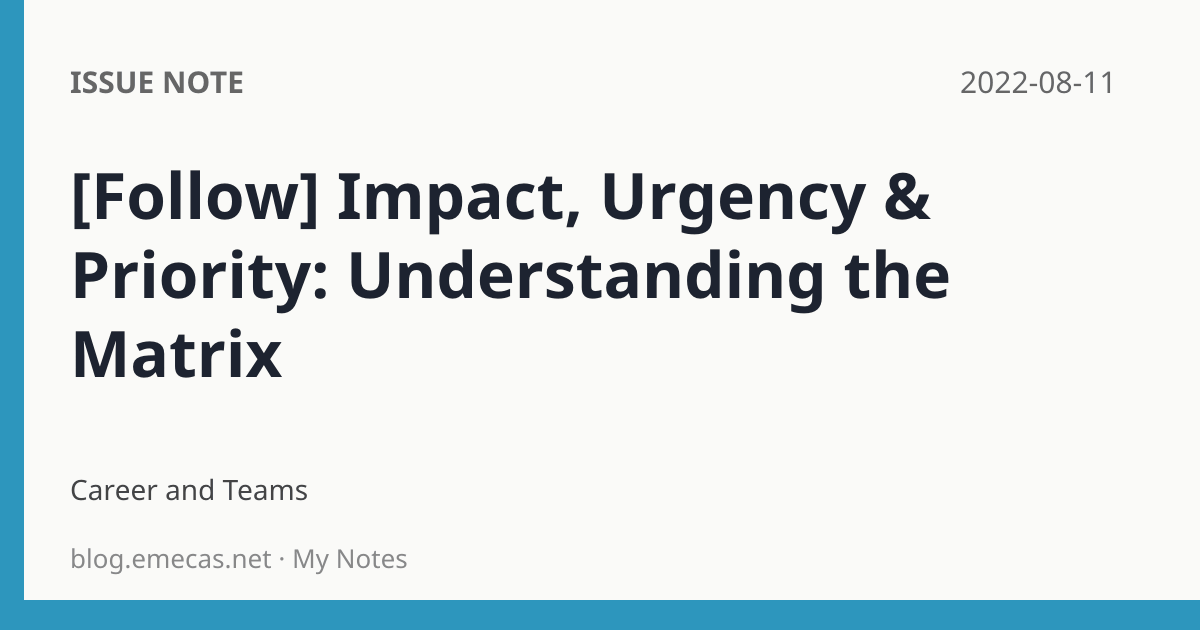 ISSUE NOTE
2022-08-11
[Follow] Impact, Urgency &
Priority: Understanding the
Matrix
Career and Teams
blog.emecas.net · My Notes